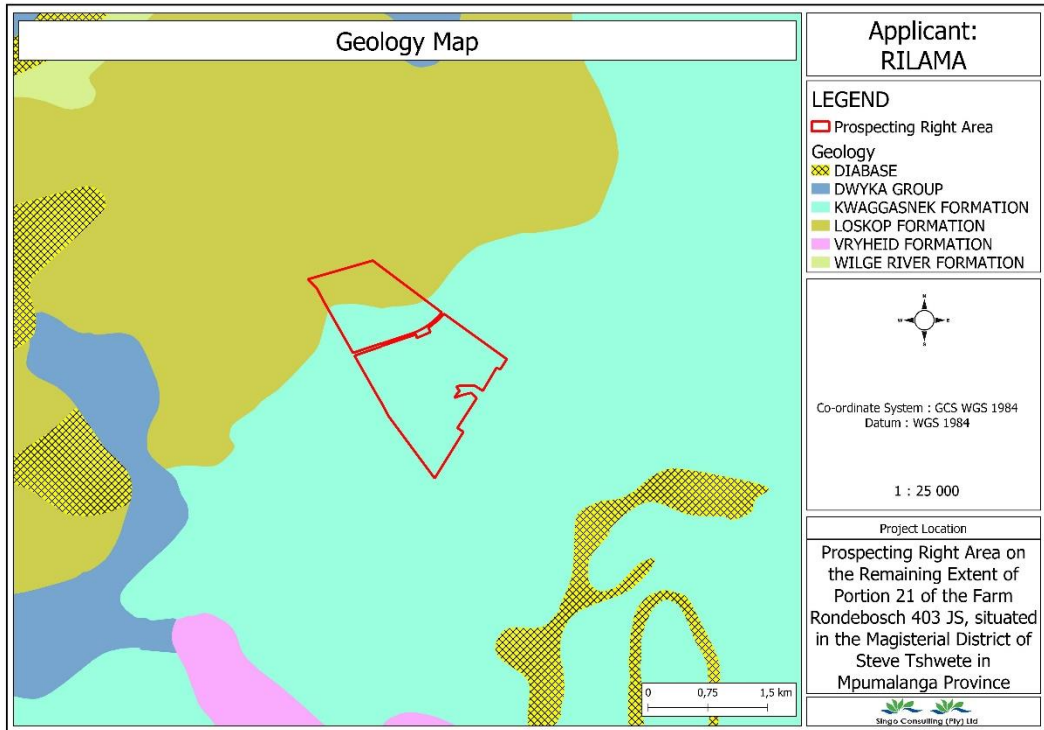 Geology Map
Applicant:
RILAMA
LEGEND
Prospecting Right Area
Geology
DIABASE
DWYKA GROUP
KWAGGASNEK FORMATION
LOSKOP FORMATION
VRYHEID FORMATION
WILGE RIVER FORMATION
N
W E
S
Co-ordinate System : GCS WGS 1984
Datum : WGS 1984
1 : 25 000
Project Location
Prospecting Right Area on
the Remaining Extent of
Portion 21 of the Farm
Rondebosch 403 JS, situated
in the Magisterial District of
Steve Tshwete in
Mpumalanga Province
0 0,75 1,5 km
Singo Consulting (Pty) Ltd